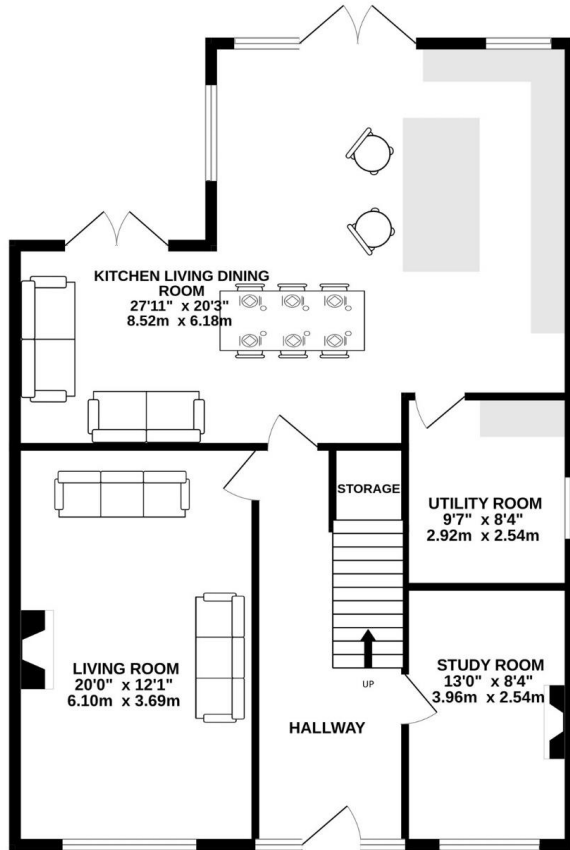 KITCHEN LIVING DINING
ROOM
27'11" x 20'3"
8.52m x 6.18m
STORAGE
UTILITY ROOM
9'7" x 8'4"
2.92m x 2.54m
LIVING ROOM
20'0" x 12'1"
6.10m x 3.69m
STUDY ROOM
13'0" x 8'4"
3.96m x 2.54m
UP
HALLWAY